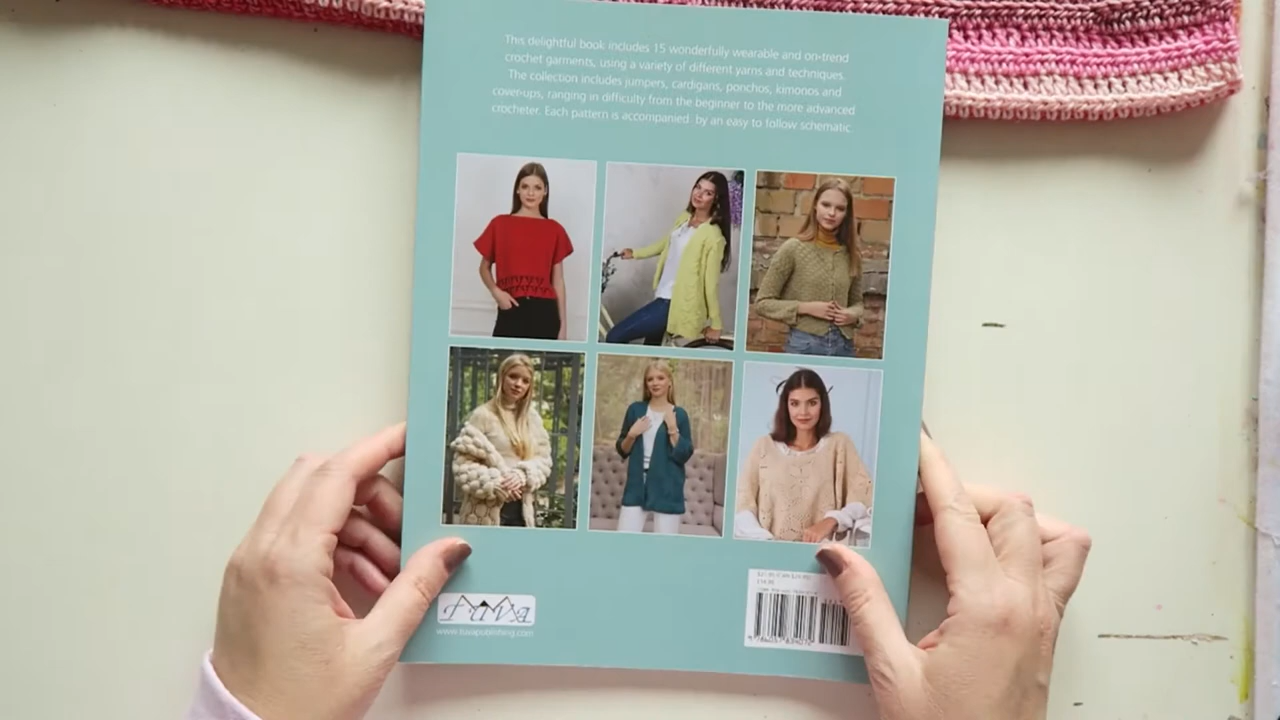 This delightful book includes 15 wonderfully wearable and on-trend
crochet garments, using a variety of different yarns and techniques.
The collection includes jumpers, cardigans, ponchos, kimonos and
cover-ups, ranging in difficulty from the beginner to the more advanced
crocheter. Each pattern is accompanied by an easy to follow schematic.
TUVA
www.tuvapublishing.com